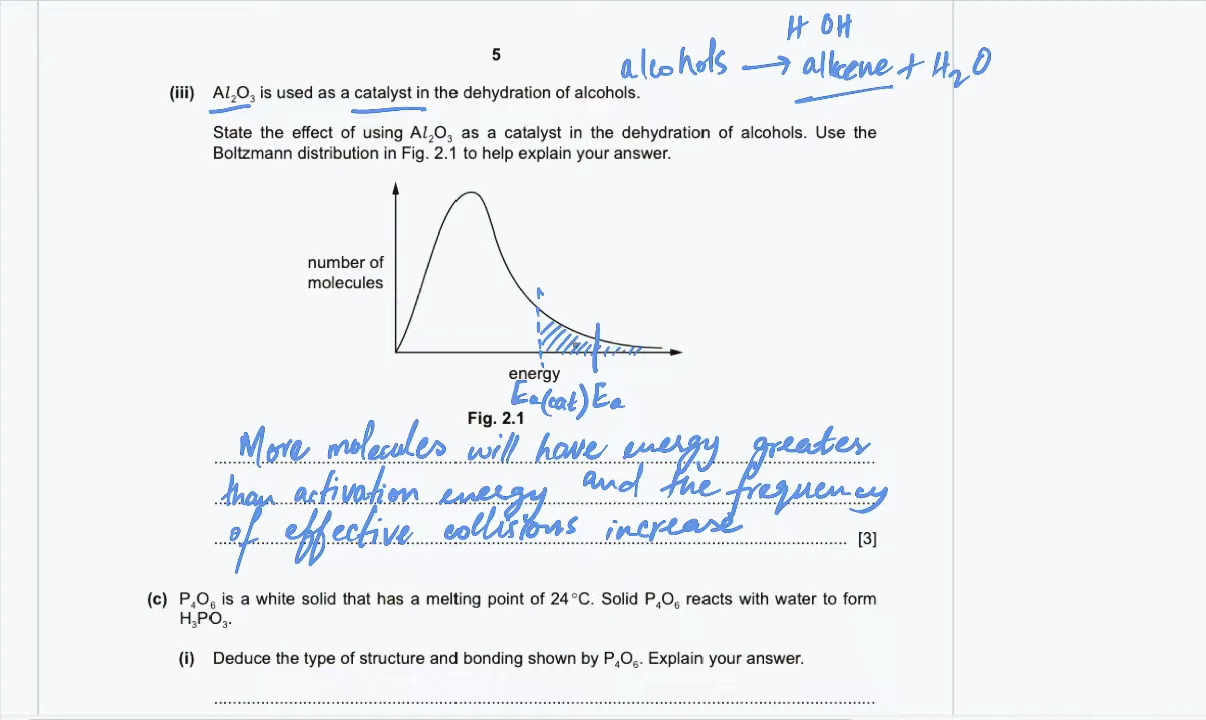 H OH
5
alcohols → alkene + H₂O
(iii) Al₂O₃ is used as a catalyst in the dehydration of alcohols.
State the effect of using Al₂O₃ as a catalyst in the dehydration of alcohols. Use the
Boltzmann distribution in Fig. 2.1 to help explain your answer.
number of
molecules
energy
Ea(cat) Ea
Fig. 2.1
More molecules will have energy greater
than activation energy and the frequency
of effective collisions increase
[3]
(c) P₄O₆ is a white solid that has a melting point of 24 °C. Solid P₄O₆ reacts with water to form
H₃PO₃.
(i) Deduce the type of structure and bonding shown by P₄O₆. Explain your answer.